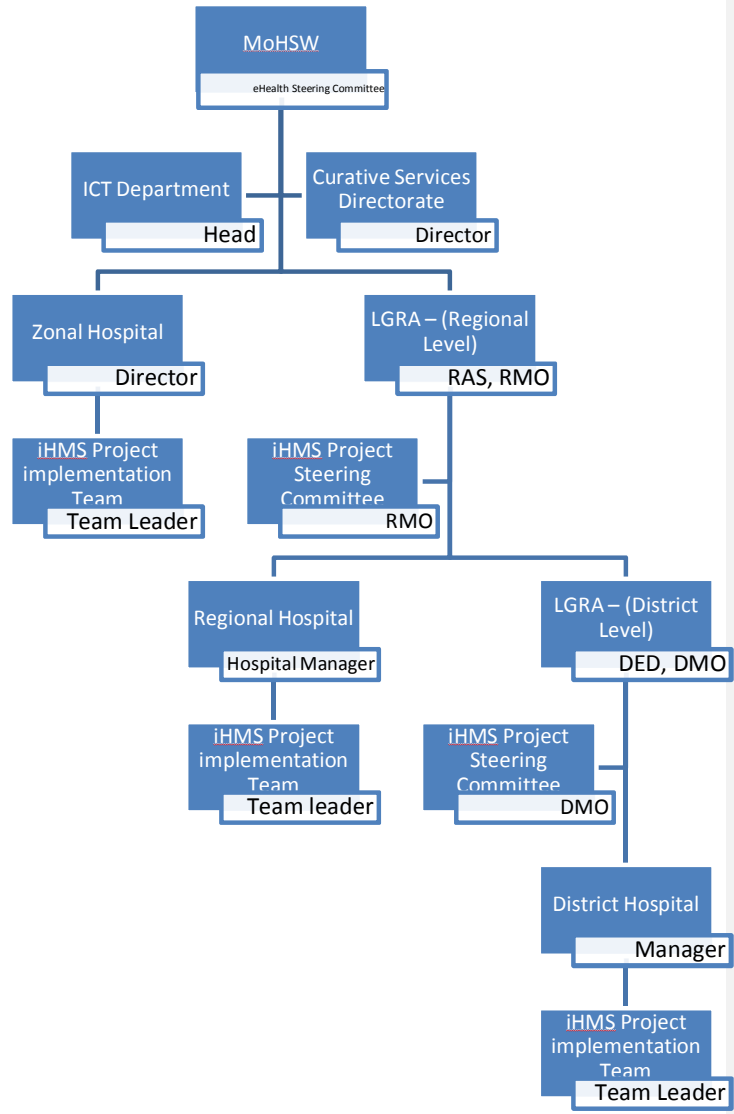 MoHSW
eHealth Steering Committee
ICT Department
Head
Curative Services
Directorate
Director
Zonal Hospital
Director
LGRA – (Regional
Level)
RAS, RMO
iHMS Project
implementation
Team
Team Leader
iHMS Project
Steering
Committee
RMO
Regional Hospital
Hospital Manager
LGRA – (District
Level)
DED, DMO
iHMS Project
implementation
Team
Team leader
iHMS Project
Steering
Committee
DMO
District Hospital
Manager
iHMS Project
implementation
Team
Team Leader